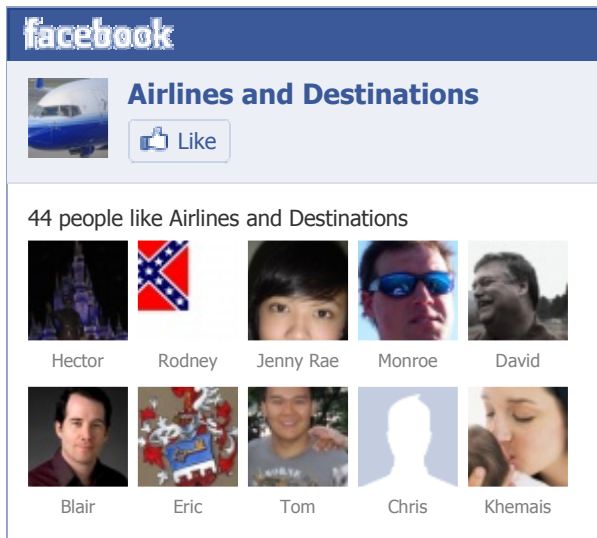 facebook
Airlines and Destinations
Like
44 people like Airlines and Destinations
Hector Rodney Jenny Rae Monroe David
Blair Eric Tom Chris Khemais